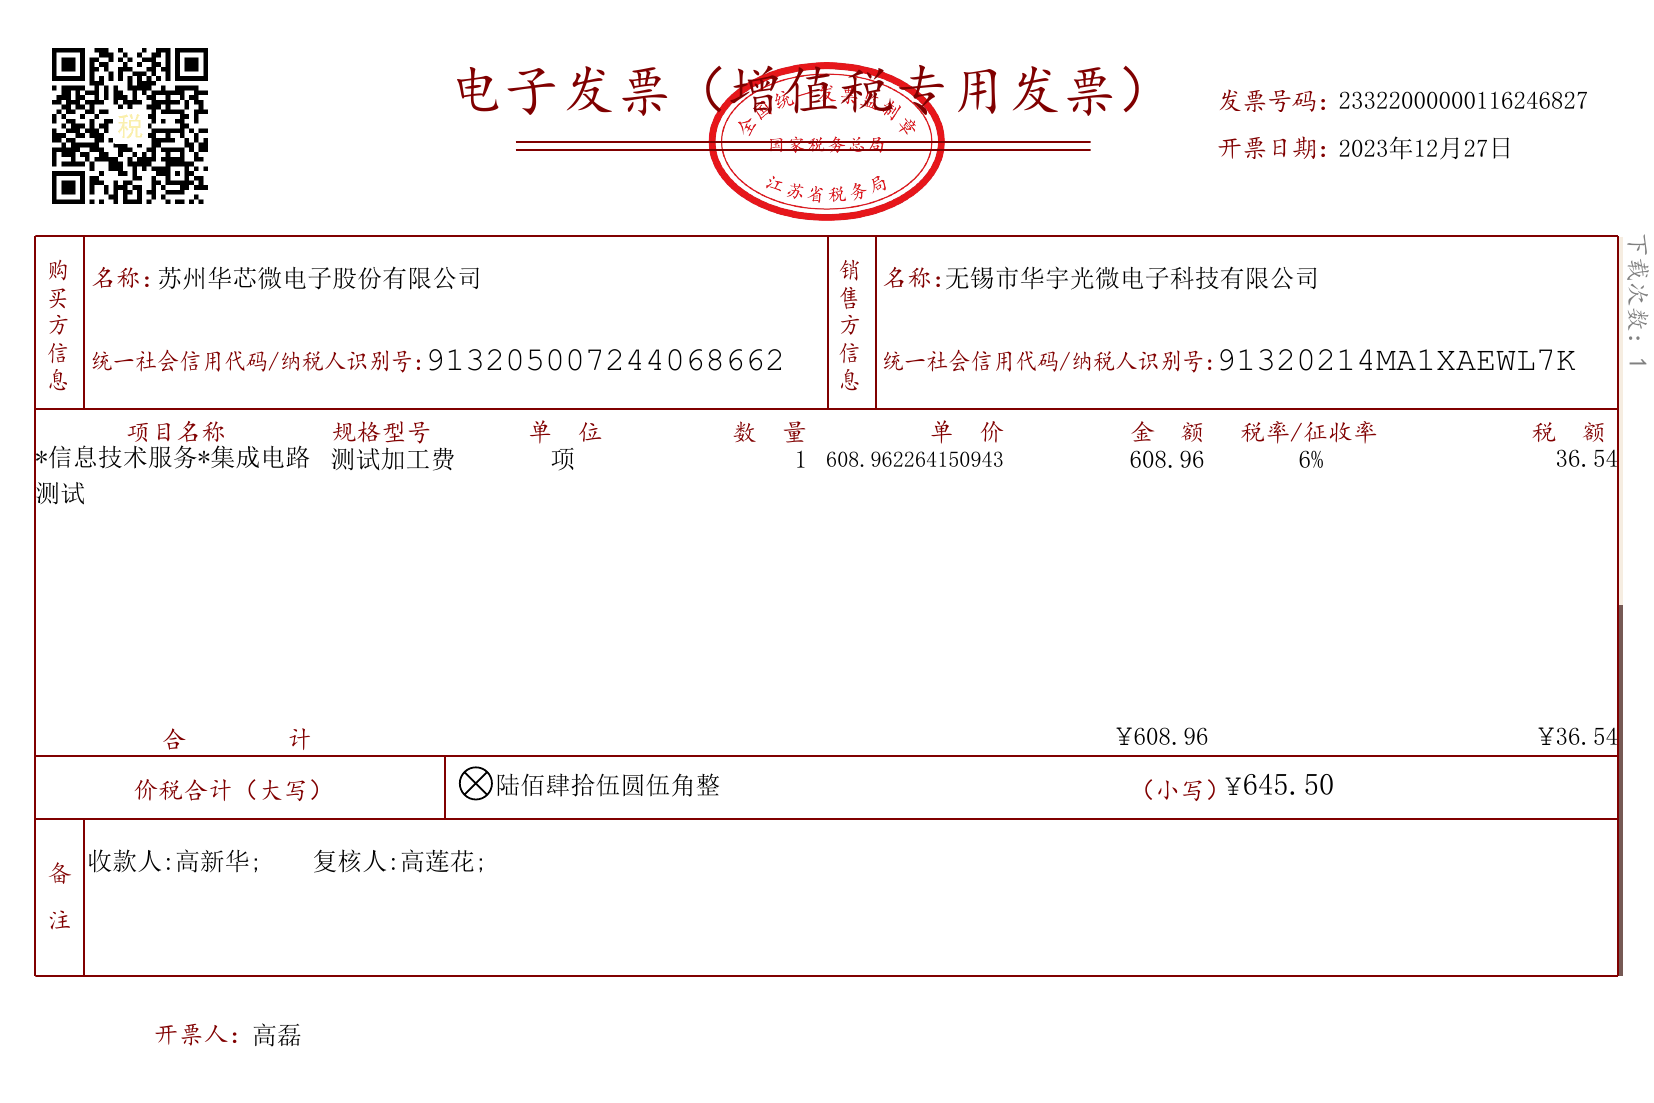 电子发票（增值税专用发票）
全国统一发票监制章
国家税务总局
江苏省税务局
税
发票号码：23322000000116246827
开票日期：2023年12月27日
下载次数：1
购买方信息
名称：苏州华芯微电子股份有限公司
统一社会信用代码/纳税人识别号：913205007244068662
销售方信息
名称：无锡市华宇光微电子科技有限公司
统一社会信用代码/纳税人识别号：91320214MA1XAEWL7K
项目名称 规格型号 单 位 数 量 单 价 金 额 税率/征收率 税 额
*信息技术服务*集成电路 测试加工费 项 1 608.962264150943 608.96 6% 36.54
测试
合 计 ¥608.96 ¥36.54
价税合计（大写） ⊗陆佰肆拾伍圆伍角整 （小写）¥645.50
备注
收款人:高新华; 复核人:高莲花;
开票人：高磊